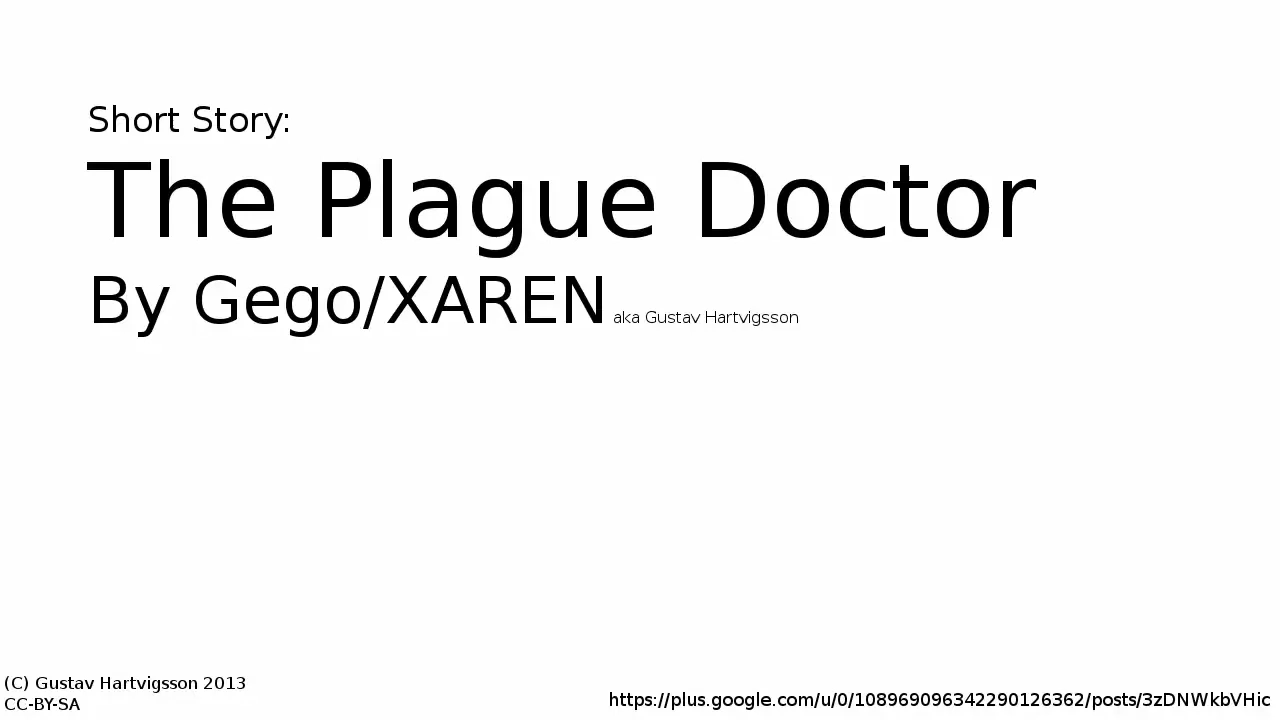 Short Story:
The Plague Doctor
By Gego/XAREN aka Gustav Hartvigsson
(C) Gustav Hartvigsson 2013
CC-BY-SA
https://plus.google.com/u/0/108969096342290126362/posts/3zDNWkbVHic